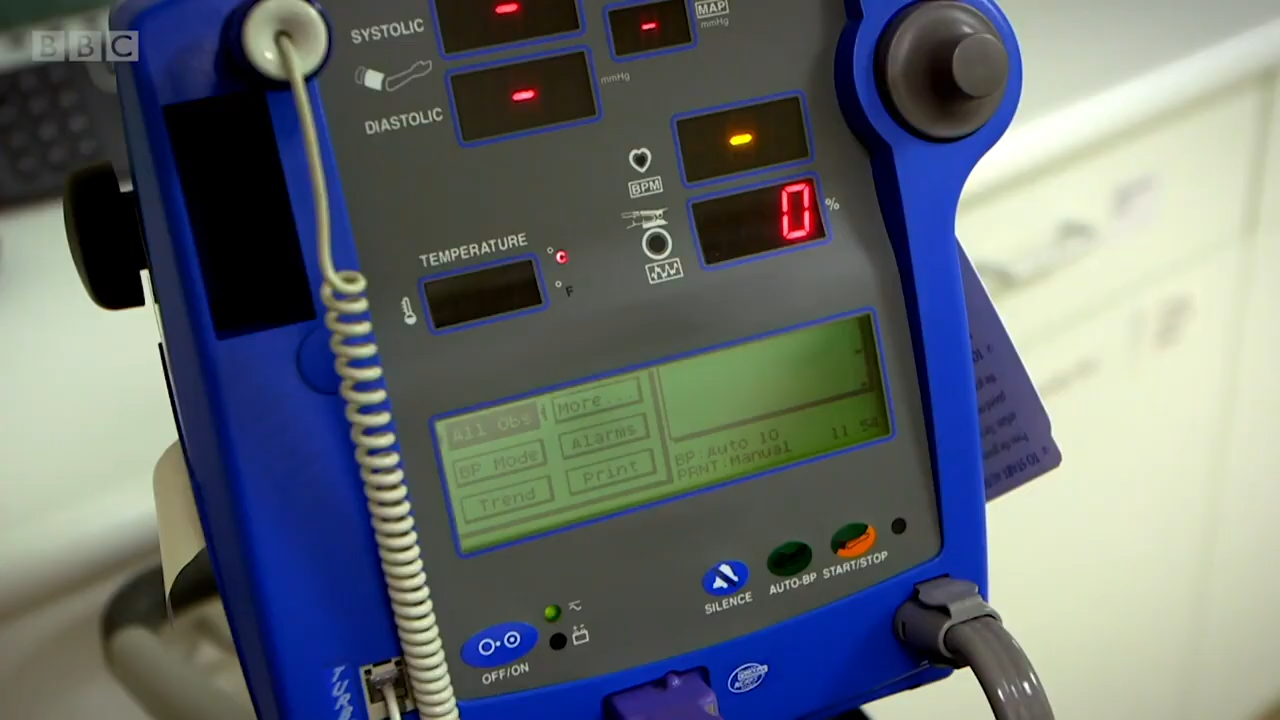 BBC
SYSTOLIC
MAP
mmHg
mmHg
DIASTOLIC
BPM
0 %
TEMPERATURE
°C
°F
All Obs
More...
BP Mode
Alarms
Trend
Print
BP:Auto 10
11 54
PRNT:Manual
SILENCE
AUTO-BP
START/STOP
OFF/ON